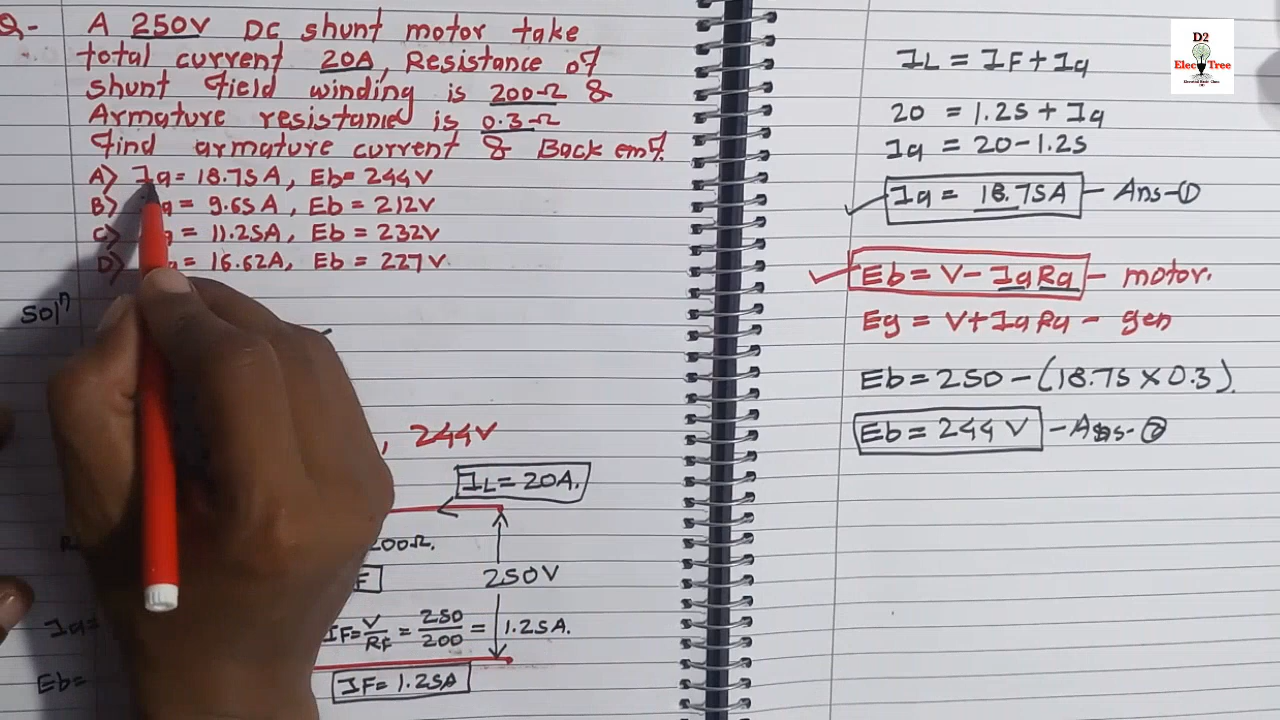 Q- A 250V DC shunt motor take
total current 20A, Resistance of
shunt field winding is 200Ω &
Armature resistance is 0.3Ω
find armature current & Back emf.
A) Ia = 18.75A, Eb = 244V
B) a = 9.65A, Eb = 212V
C) a = 11.25A, Eb = 232V
D) a = 16.62A, Eb = 227V.
Soln
, 244V
IL = 20A.
200Ω.
250V
F
IF = V/RF = 250/200 = 1.25A.
Ia=
Eb=
IF = 1.25A
IL = IF + Ia
20 = 1.25 + Ia
Ia = 20 - 1.25
Ia = 18.75A - Ans-①
Eb = V - IaRa - motor.
Eg = V + IaRa - gen
Eb = 250 - (18.75 × 0.3).
Eb = 244 V - Ans-②
D2
Elec Tree